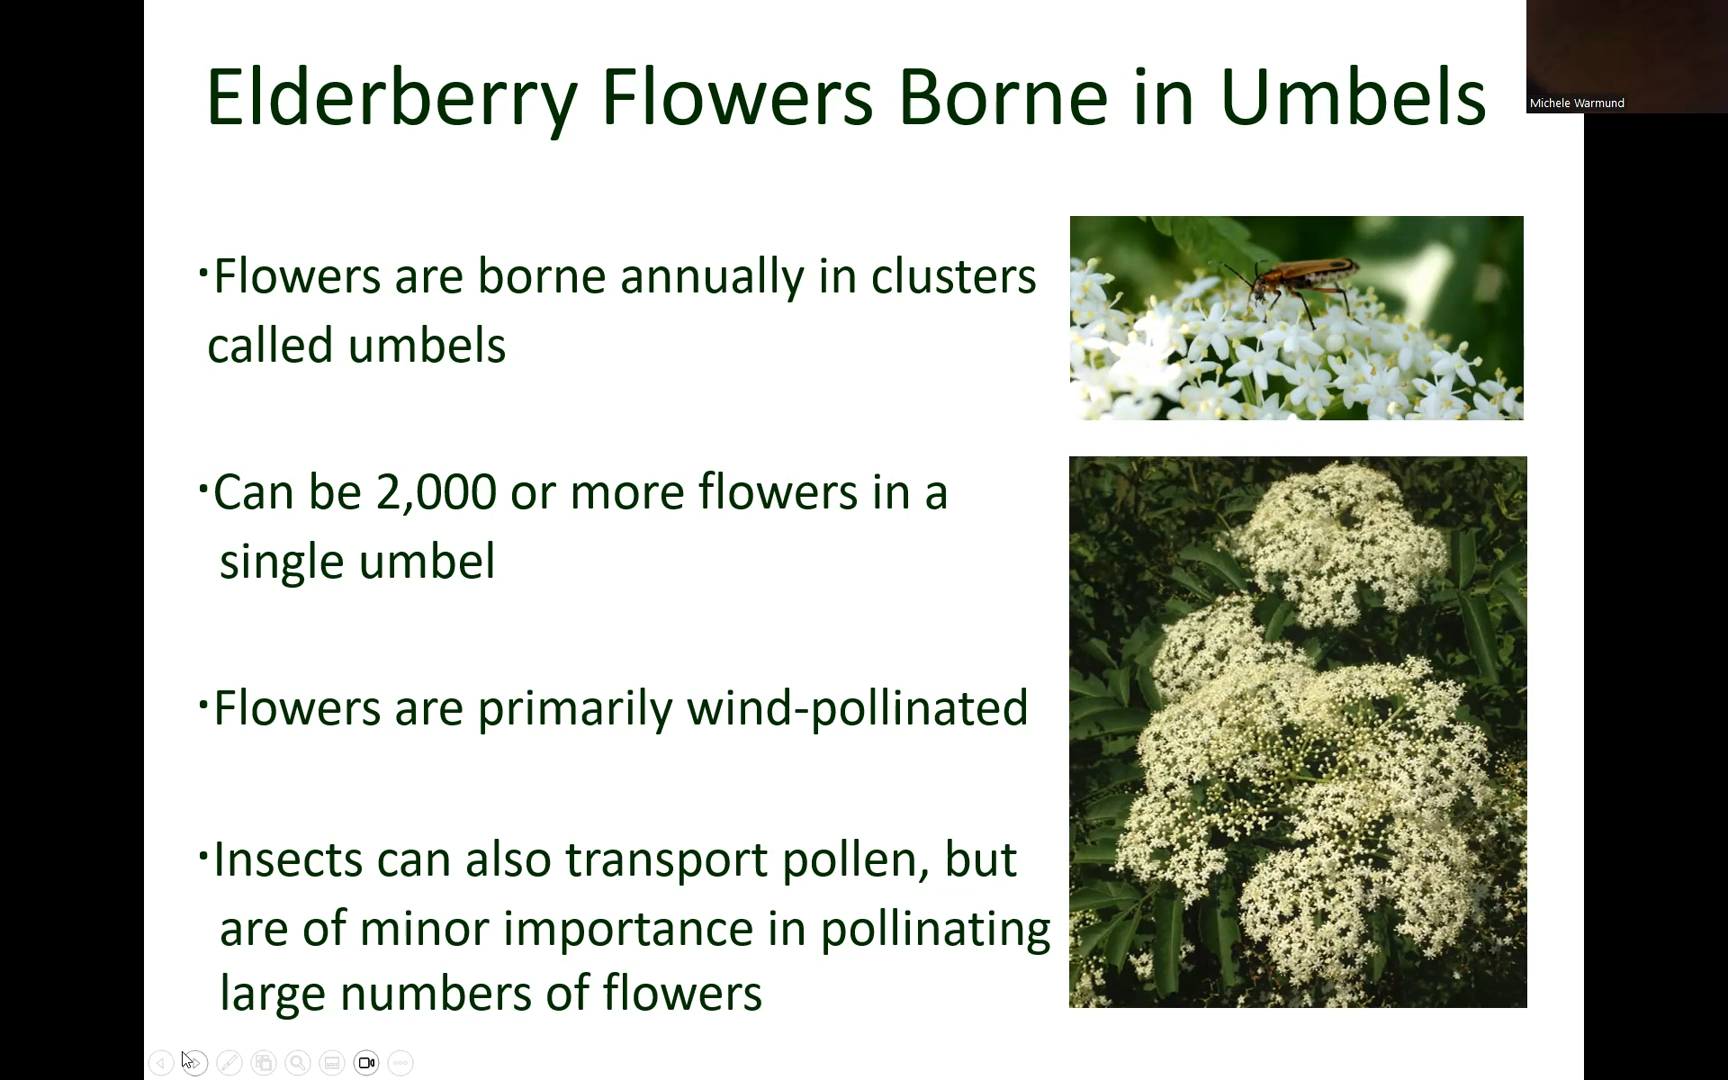 Elderberry Flowers Borne in Umbels
Michele Warmund
·Flowers are borne annually in clusters
called umbels
·Can be 2,000 or more flowers in a
single umbel
·Flowers are primarily wind-pollinated
·Insects can also transport pollen, but
are of minor importance in pollinating
large numbers of flowers